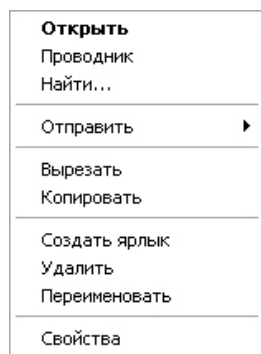 Открыть
Проводник
Найти...
Отправить
Вырезать
Копировать
Создать ярлык
Удалить
Переименовать
Свойства